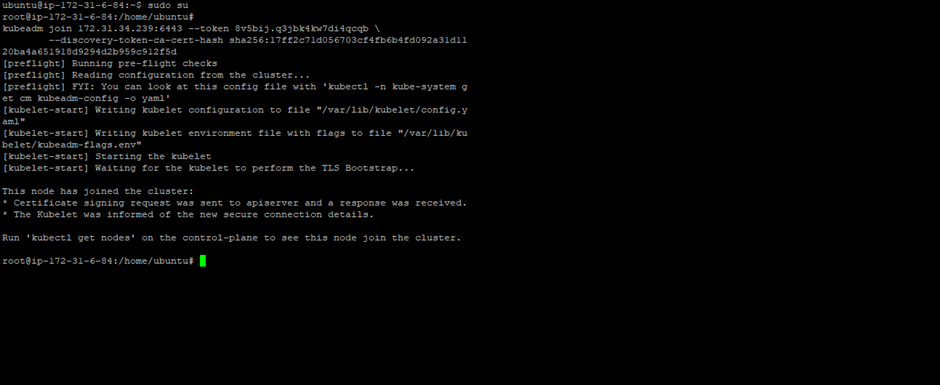 ubuntu@ip-172-31-6-84:~$ sudo su
root@ip-172-31-6-84:/home/ubuntu#
kubeadm join 172.31.34.239:6443 --token 8v5bij.q3jbk4kw7di4qcqb \
--discovery-token-ca-cert-hash sha256:17ff2c71d056703cf4fb6b4fd092a31d11
20ba4a651918d9294d2b959c912f5d
[preflight] Running pre-flight checks
[preflight] Reading configuration from the cluster...
[preflight] FYI: You can look at this config file with 'kubectl -n kube-system g
et cm kubeadm-config -o yaml'
[kubelet-start] Writing kubelet configuration to file "/var/lib/kubelet/config.y
aml"
[kubelet-start] Writing kubelet environment file with flags to file "/var/lib/ku
belet/kubeadm-flags.env"
[kubelet-start] Starting the kubelet
[kubelet-start] Waiting for the kubelet to perform the TLS Bootstrap...
This node has joined the cluster:
* Certificate signing request was sent to apiserver and a response was received.
* The Kubelet was informed of the new secure connection details.
Run 'kubectl get nodes' on the control-plane to see this node join the cluster.
root@ip-172-31-6-84:/home/ubuntu#